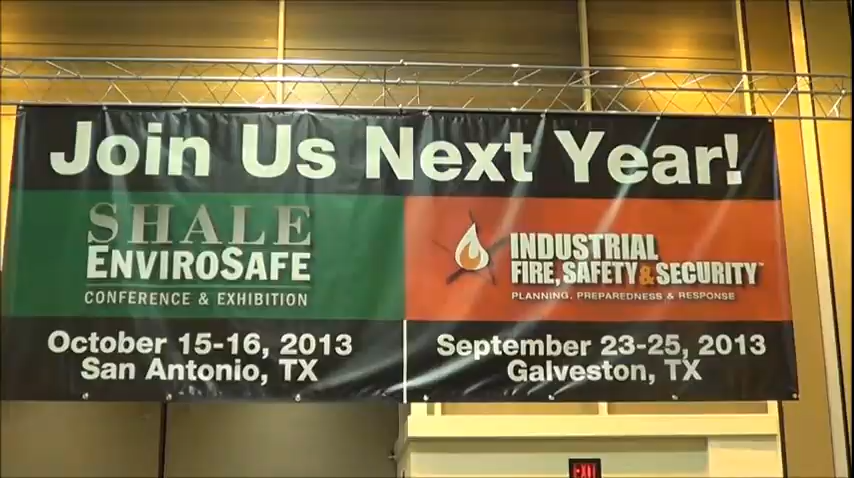 Join Us Next Year!
SHALE
ENVIROSAFE
CONFERENCE & EXHIBITION
October 15-16, 2013
San Antonio, TX
INDUSTRIAL
FIRE, SAFETY & SECURITY™
PLANNING, PREPAREDNESS & RESPONSE
September 23-25, 2013
Galveston, TX
EXIT